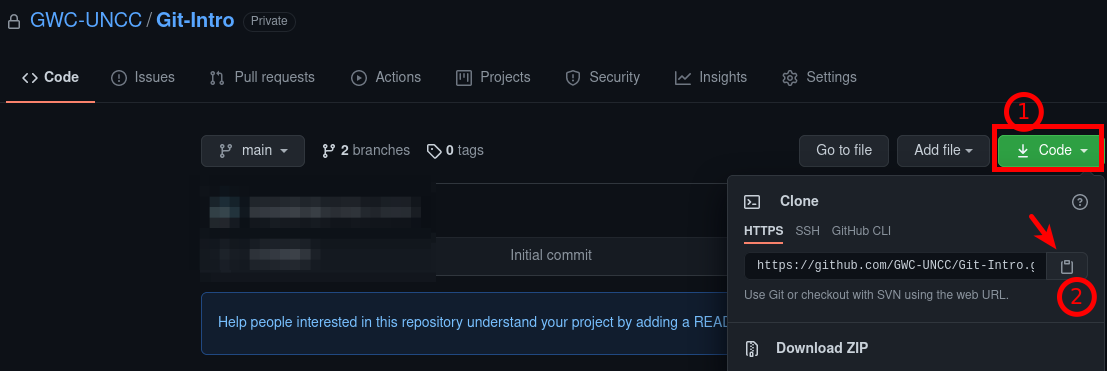 GWC-UNCC / Git-Intro Private
Code Issues Pull requests Actions Projects Security Insights Settings
1
main 2 branches 0 tags Go to file Add file Code
Clone
HTTPS SSH GitHub CLI
Initial commit
https://github.com/GWC-UNCC/Git-Intro.g
2
Use Git or checkout with SVN using the web URL.
Help people interested in this repository understand your project by adding a READ
Download ZIP